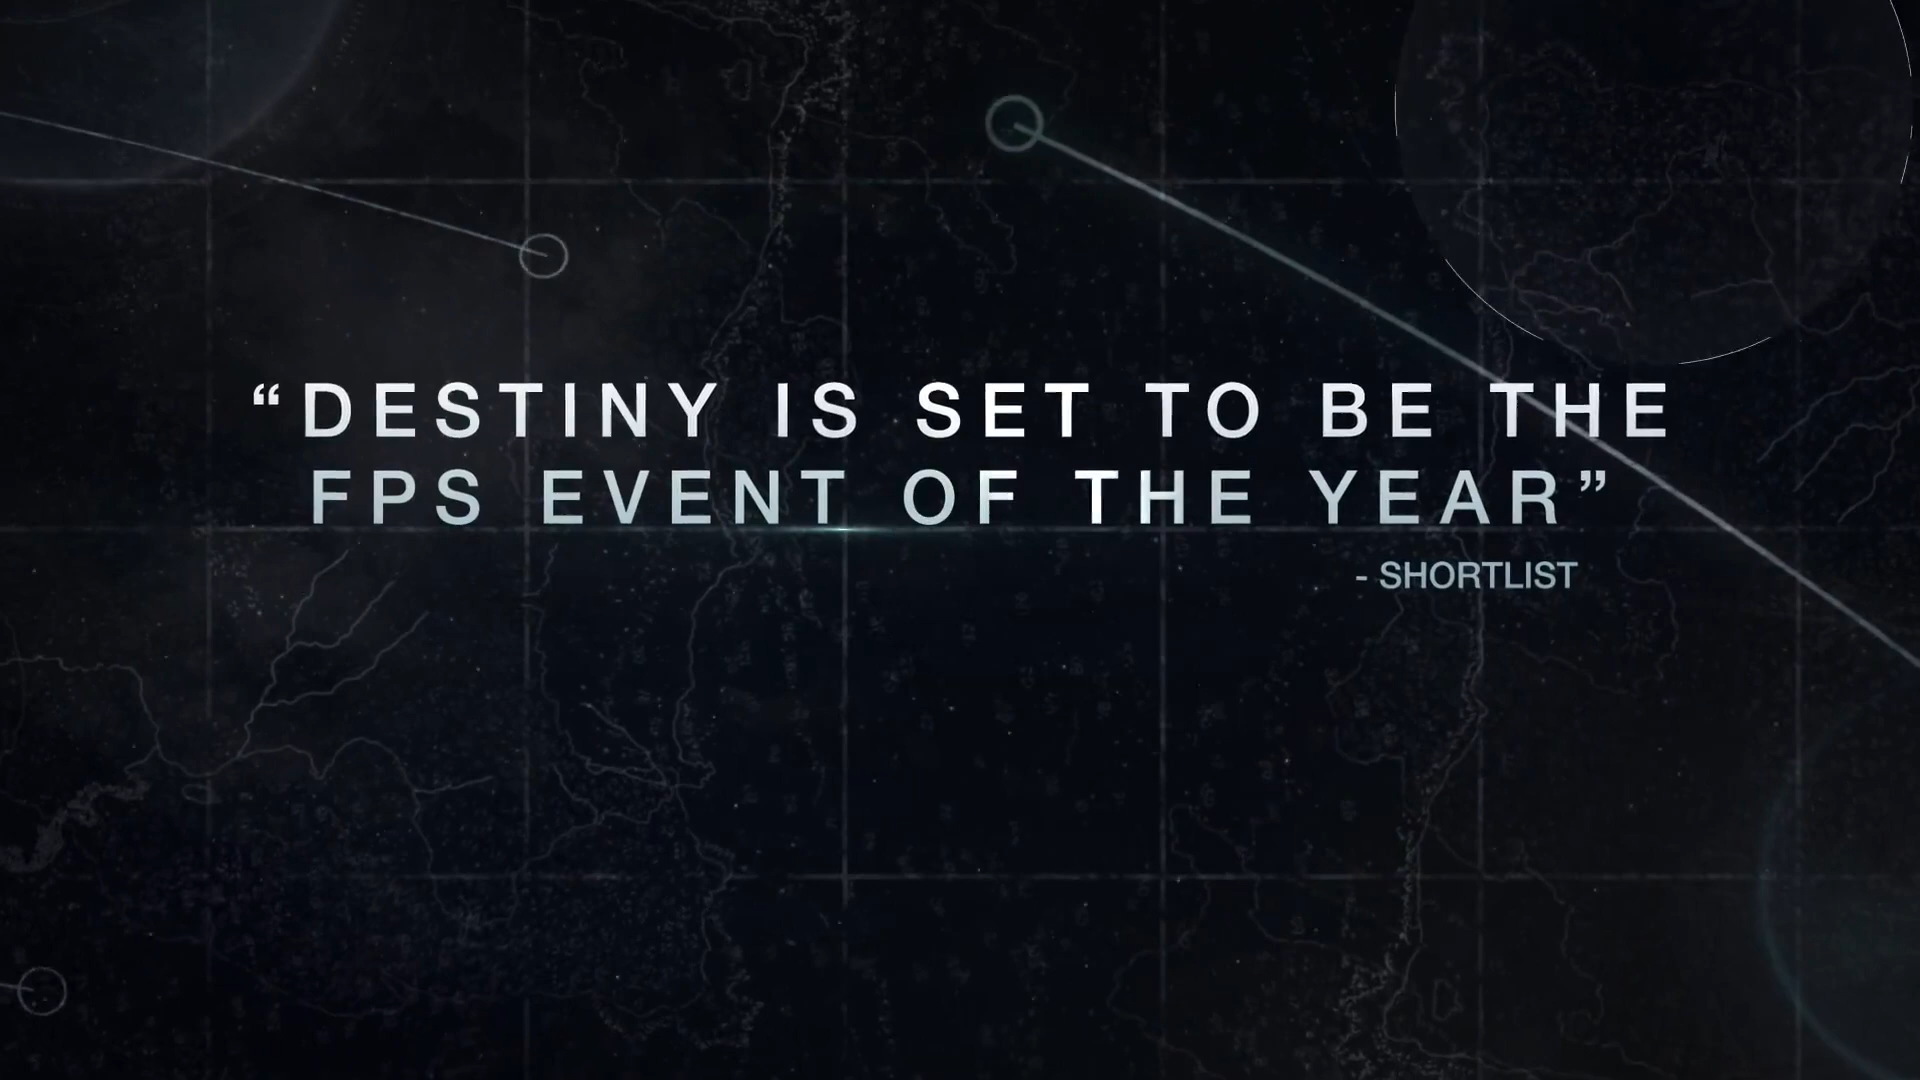 “DESTINY IS SET TO BE THE
FPS EVENT OF THE YEAR”
- SHORTLIST